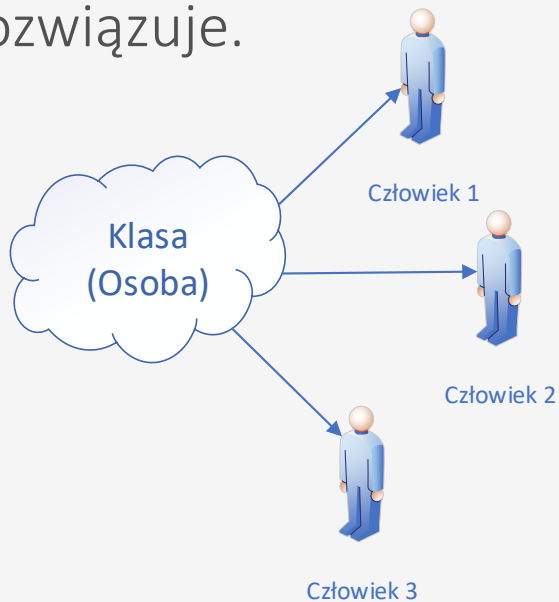 ozwiązuje.
Człowiek 1
Klasa
(Osoba)
Człowiek 2
Człowiek 3